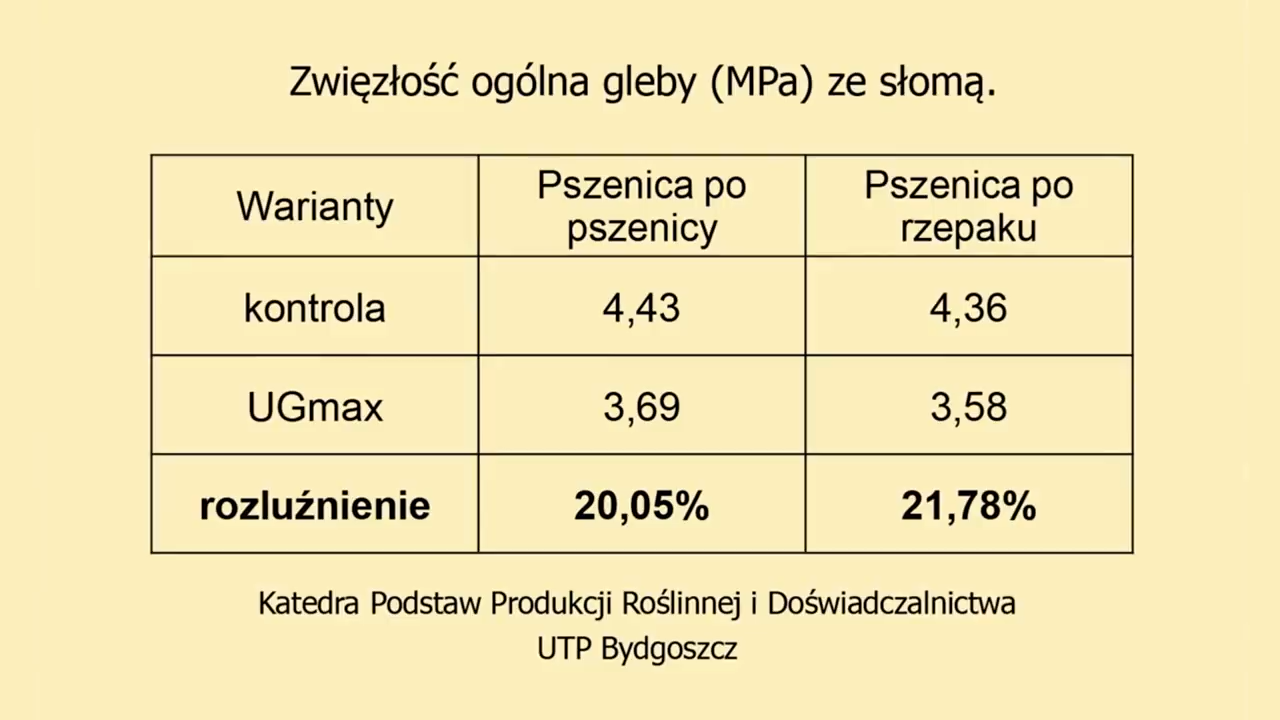 Zwięzłość ogólna gleby (MPa) ze słomą.
Warianty
Pszenica po
pszenicy
Pszenica po
rzepaku
kontrola 4,43 4,36
UGmax 3,69 3,58
rozluźnienie 20,05% 21,78%
Katedra Podstaw Produkcji Roślinnej i Doświadczalnictwa
UTP Bydgoszcz